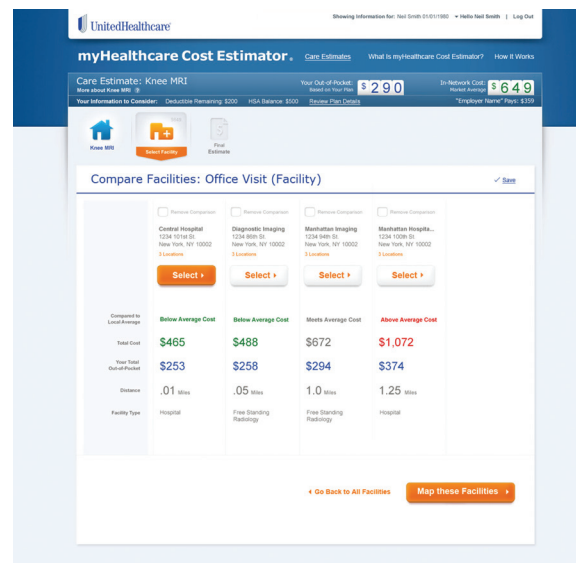 Showing Information for: Neil Smith 01/01/1980 Hello Neil Smith | Log Out
UnitedHealthcare
myHealthcare Cost Estimator. Care Estimates What is myHealthcare Cost Estimator? How It Works
Care Estimate: Knee MRI
More about Knee MRI
Your Out-of-Pocket:
Based on Your Plan
$290
In-Network Cost:
Market Average
$649
Your Information to Consider: Deductible Remaining: $200 HSA Balance: $500 Review Plan Details "Employer Name" Pays: $359
Knee MRI
Select Facility
Final
Estimate
Compare Facilities: Office Visit (Facility) Save
Remove Comparison Remove Comparison Remove Comparison Remove Comparison
Central Hospital Diagnostic Imaging Manhattan Imaging Manhattan Hospita...
1234 101st St. 1234 86th St. 1234 94th St. 1234 100th St.
New York, NY 10002 New York, NY 10002 New York, NY 10002 New York, NY 10002
3 Locations 3 Locations 3 Locations 3 Locations
Select Select Select Select
Compared to
Local Average
Below Average Cost Below Average Cost Meets Average Cost Above Average Cost
Total Cost $465 $488 $672 $1,072
Your Total
Out-of-Pocket
$253 $258 $294 $374
Distance .01 Miles .05 Miles 1.0 Miles 1.25 Miles
Facility Type Hospital Free Standing Radiology Free Standing Radiology Hospital
Go Back to All Facilities Map these Facilities